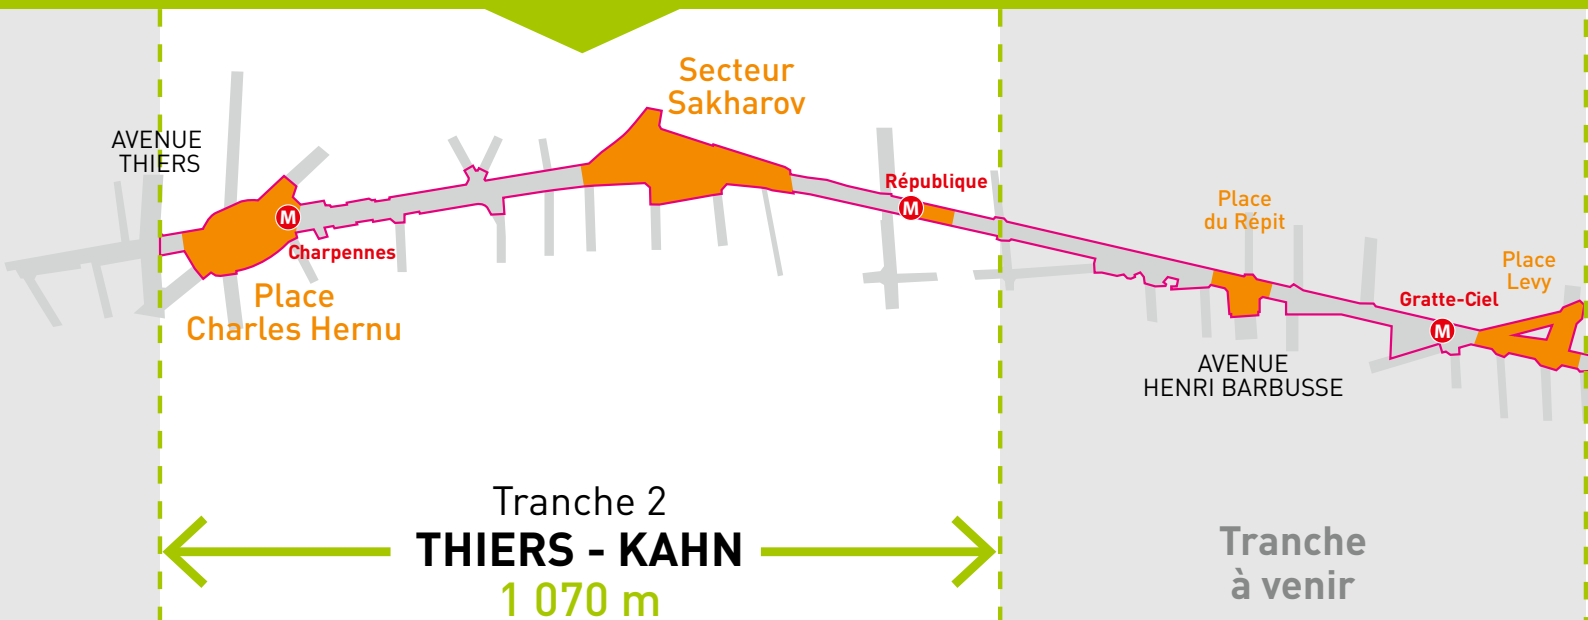 Secteur
Sakharov
AVENUE
THIERS
République
M
Place
du Répit
M
Charpennes
Place
Levy
Place
Charles Hernu
Gratte-Ciel
M
AVENUE
HENRI BARBUSSE
Tranche 2
THIERS - KAHN
1 070 m
Tranche
à venir